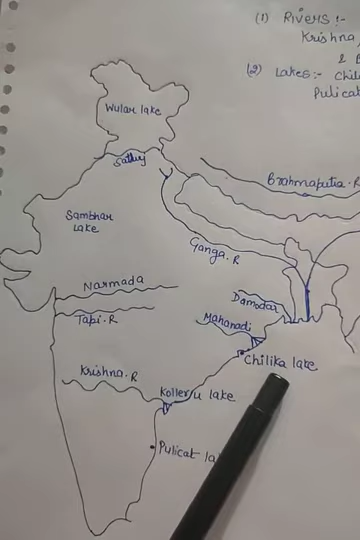 (1) Rivers :-
Krishna,
&
(2) Lakes :- Chil
Pulicat
Wular lake
Sutlej
Brahmaputra. R
Sambhar
lake
Ganga. R
Narmada
Damodar
Tapi. R
Mahanadi
Chilika lake
Krishna. R
Kolleru lake
Pulicat la